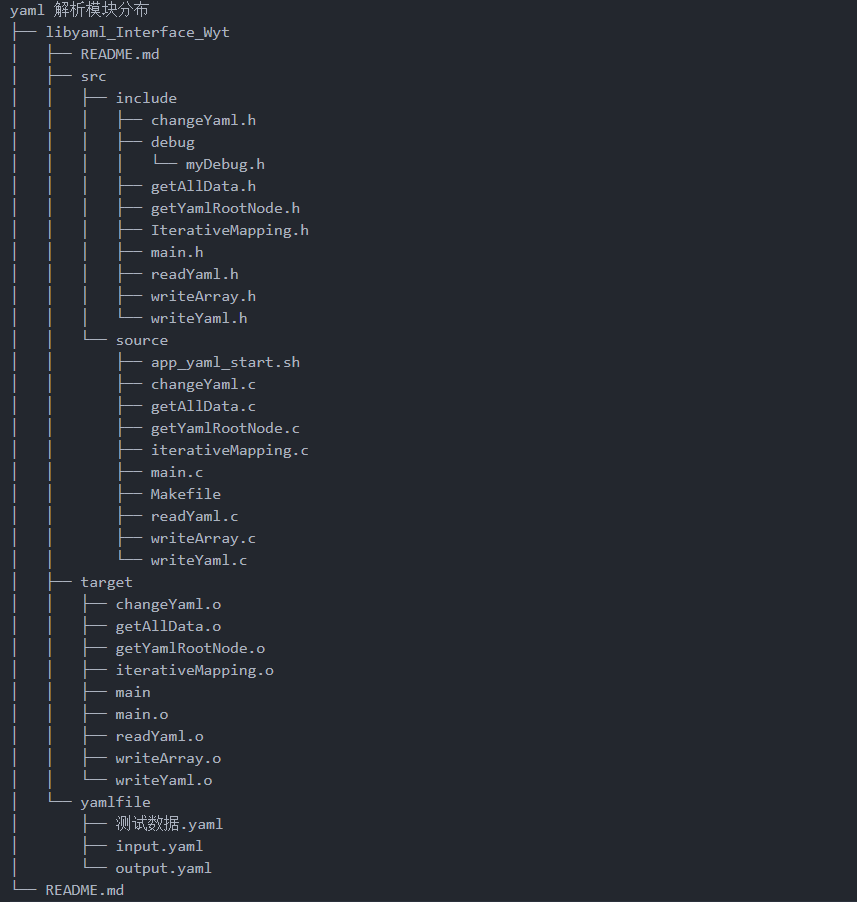 yaml 解析模块分布
├── libyaml_Interface_Wyt
│   ├── README.md
│   ├── src
│   │   ├── include
│   │   │   ├── changeYaml.h
│   │   │   ├── debug
│   │   │   │   └── myDebug.h
│   │   │   ├── getAllData.h
│   │   │   ├── getYamlRootNode.h
│   │   │   ├── IterativeMapping.h
│   │   │   ├── main.h
│   │   │   ├── readYaml.h
│   │   │   ├── writeArray.h
│   │   │   └── writeYaml.h
│   │   └── source
│   │       ├── app_yaml_start.sh
│   │       ├── changeYaml.c
│   │       ├── getAllData.c
│   │       ├── getYamlRootNode.c
│   │       ├── iterativeMapping.c
│   │       ├── main.c
│   │       ├── Makefile
│   │       ├── readYaml.c
│   │       ├── writeArray.c
│   │       └── writeYaml.c
│   ├── target
│   │   ├── changeYaml.o
│   │   ├── getAllData.o
│   │   ├── getYamlRootNode.o
│   │   ├── iterativeMapping.o
│   │   ├── main
│   │   ├── main.o
│   │   ├── readYaml.o
│   │   ├── writeArray.o
│   │   └── writeYaml.o
│   └── yamlfile
│       ├── 测试数据.yaml
│       ├── input.yaml
│       └── output.yaml
└── README.md